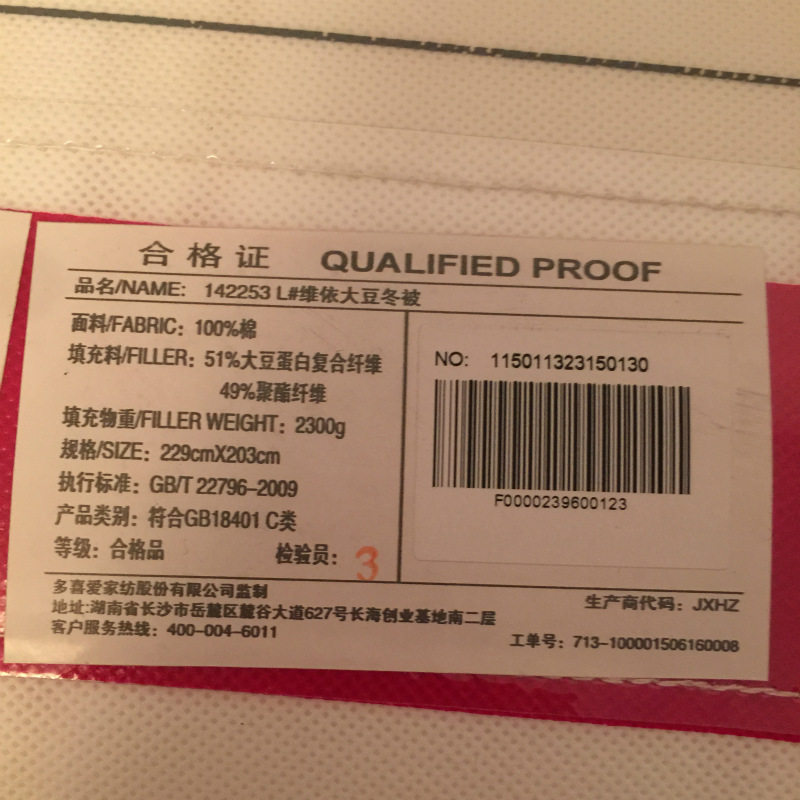 合格证 QUALIFIED PROOF
品名/NAME: 142253 L#维依大豆冬被
面料/FABRIC: 100%棉
填充料/FILLER: 51%大豆蛋白复合纤维
49%聚酯纤维
填充物重/FILLER WEIGHT: 2300g
规格/SIZE: 229cmX203cm
执行标准: GB/T 22796-2009
产品类别: 符合GB18401 C类
等级: 合格品 检验员: 3
NO: 115011323150130
F0000239600123
多喜爱家纺股份有限公司监制
地址:湖南省长沙市岳麓区麓谷大道627号长海创业基地南二层
客户服务热线: 400-004-6011
生产商代码: JXHZ
工单号: 713-100001506160008